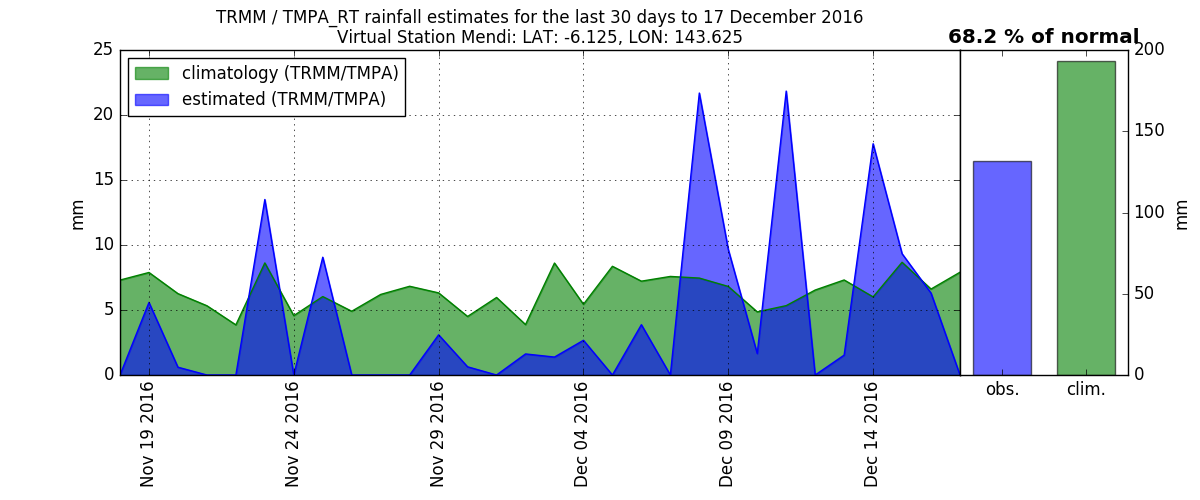 TRMM / TMPA_RT rainfall estimates for the last 30 days to 17 December 2016
Virtual Station Mendi: LAT: -6.125, LON: 143.625
68.2 % of normal
climatology (TRMM/TMPA)
estimated (TRMM/TMPA)
25
20
15
10
5
0
mm
200
150
100
50
0
mm
Nov 19 2016
Nov 24 2016
Nov 29 2016
Dec 04 2016
Dec 09 2016
Dec 14 2016
obs.
clim.